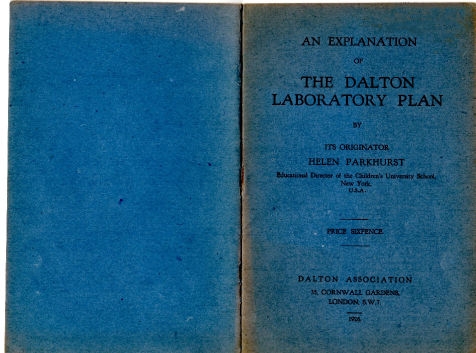 AN EXPLANATION
OF
THE DALTON
LABORATORY PLAN
BY
ITS ORIGINATOR
HELEN PARKHURST
Educational Director of the Children's University School,
New York.
U.S.A.
PRICE SIXPENCE
DALTON ASSOCIATION
CORNWALL GARDENS,
LONDON, S.W.7.
1926